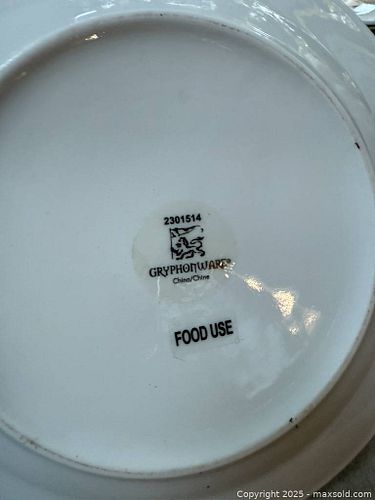 2301514
GRYPHONWARE®
China/Chine
FOOD USE
Copyright © 2025 - maxsold.com